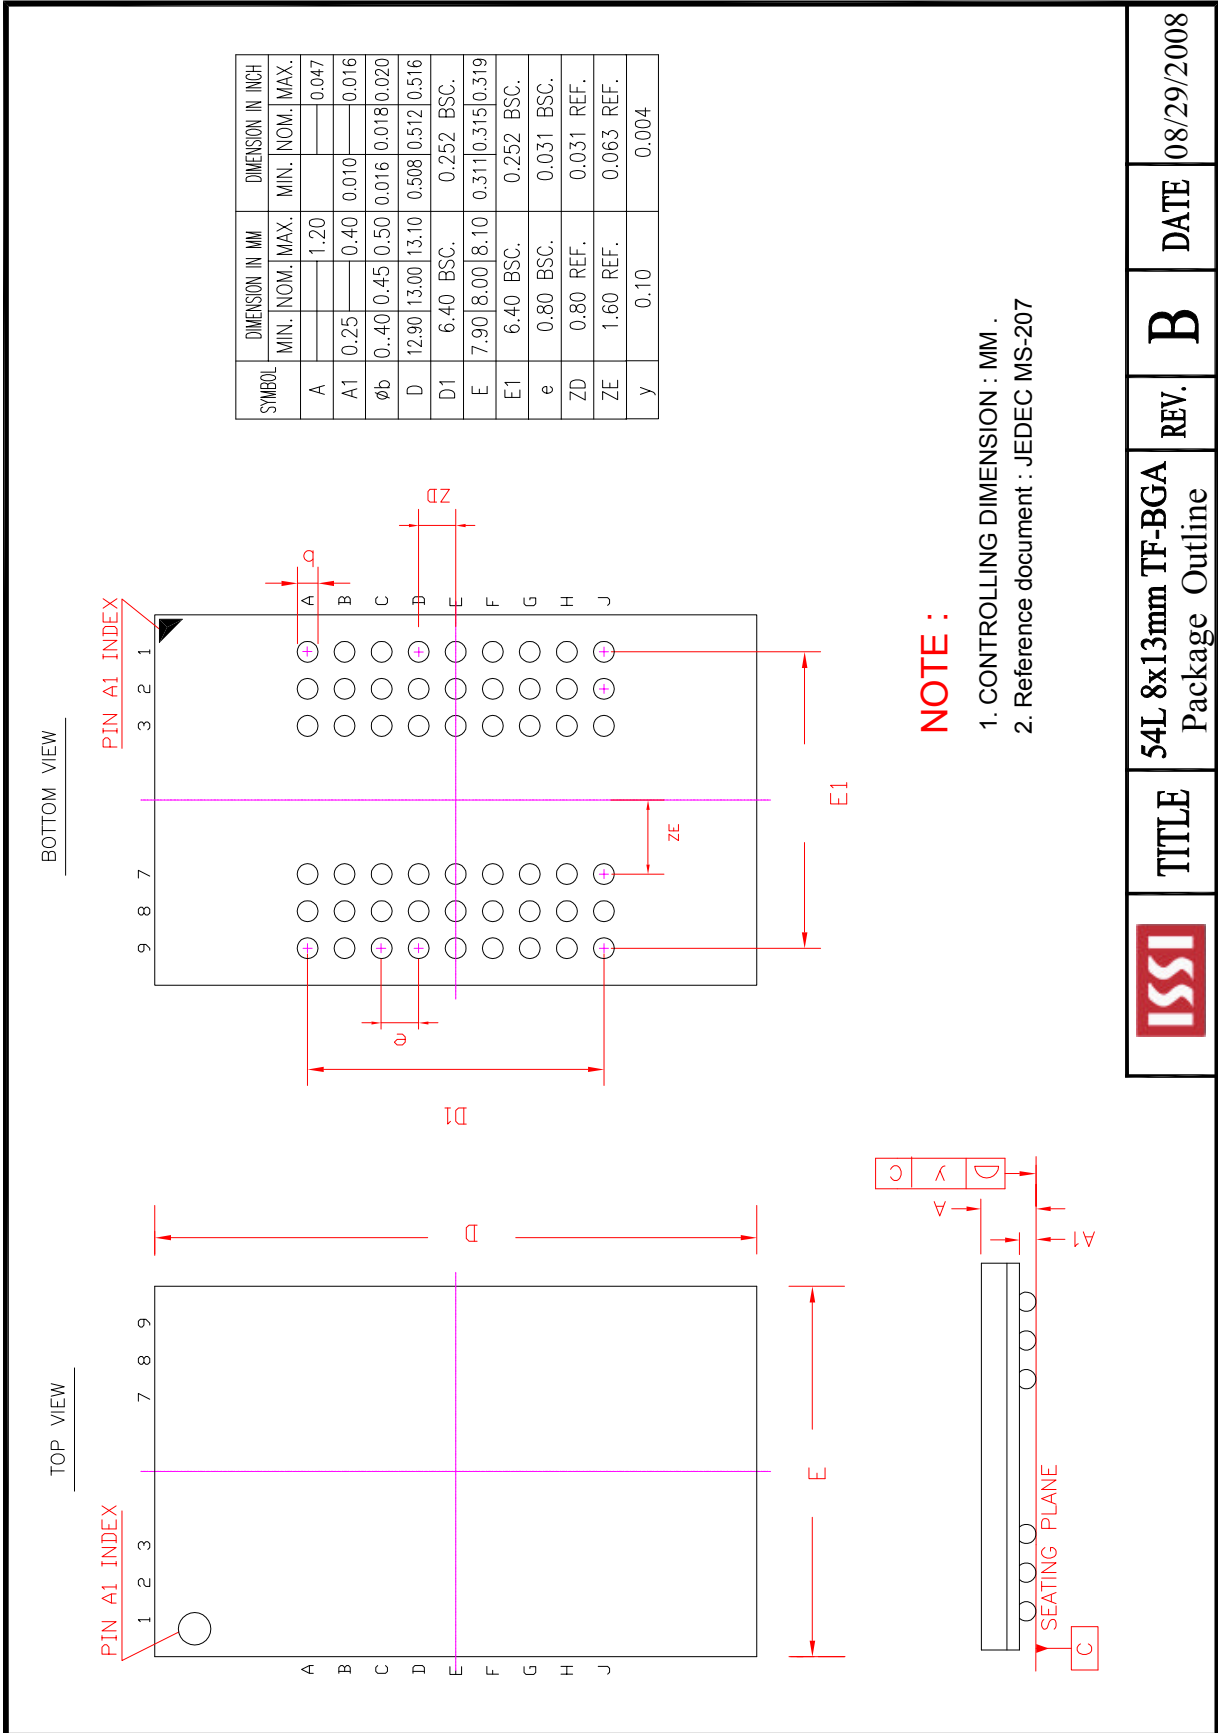 TOP VIEW
PIN A1 INDEX
1 2 3 7 8 9
A
B
C
D
E
F
G
H
J
D
E
SEATING PLANE
C
A
A1
D y C
BOTTOM VIEW
PIN A1 INDEX
9 8 7 3 2 1
A
B
C
D
E
F
G
H
J
b
ZD
e
D1
ZE
E1
SYMBOL DIMENSION IN MM DIMENSION IN INCH
MIN. NOM. MAX. MIN. NOM. MAX.
A 1.20 0.047
A1 0.25 0.40 0.010 0.016
øb 0..40 0.45 0.50 0.016 0.018 0.020
D 12.90 13.00 13.10 0.508 0.512 0.516
D1 6.40 BSC. 0.252 BSC.
E 7.90 8.00 8.10 0.311 0.315 0.319
E1 6.40 BSC. 0.252 BSC.
e 0.80 BSC. 0.031 BSC.
ZD 0.80 REF. 0.031 REF.
ZE 1.60 REF. 0.063 REF.
y 0.10 0.004
NOTE :
1. CONTROLLING DIMENSION : MM .
2. Reference document : JEDEC MS-207
ISSI
TITLE
54L 8x13mm TF-BGA
Package Outline
REV.
B
DATE
08/29/2008